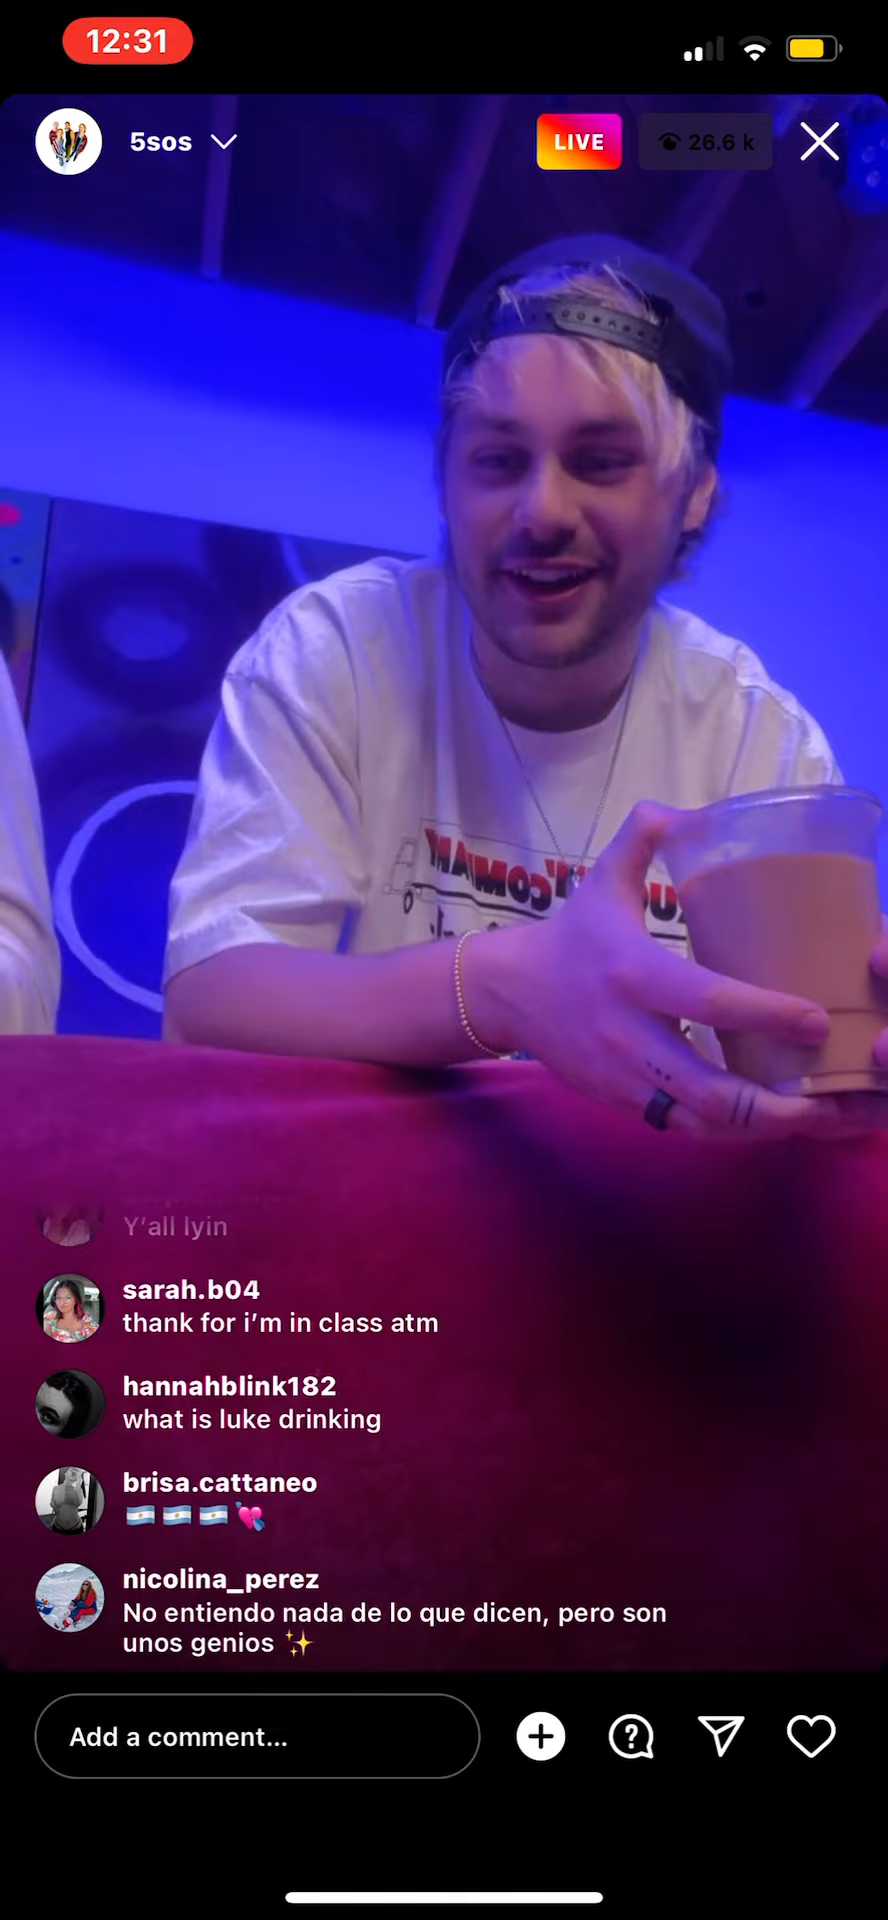 12:31
5sos
LIVE
26.6 k
COMPANY
Y'all lyin
sarah.b04
thank for i'm in class atm
hannahblink182
what is luke drinking
brisa.cattaneo
🇦🇷🇦🇷🇦🇷💘
nicolina_perez
No entiendo nada de lo que dicen, pero son
unos genios ✨
Add a comment...